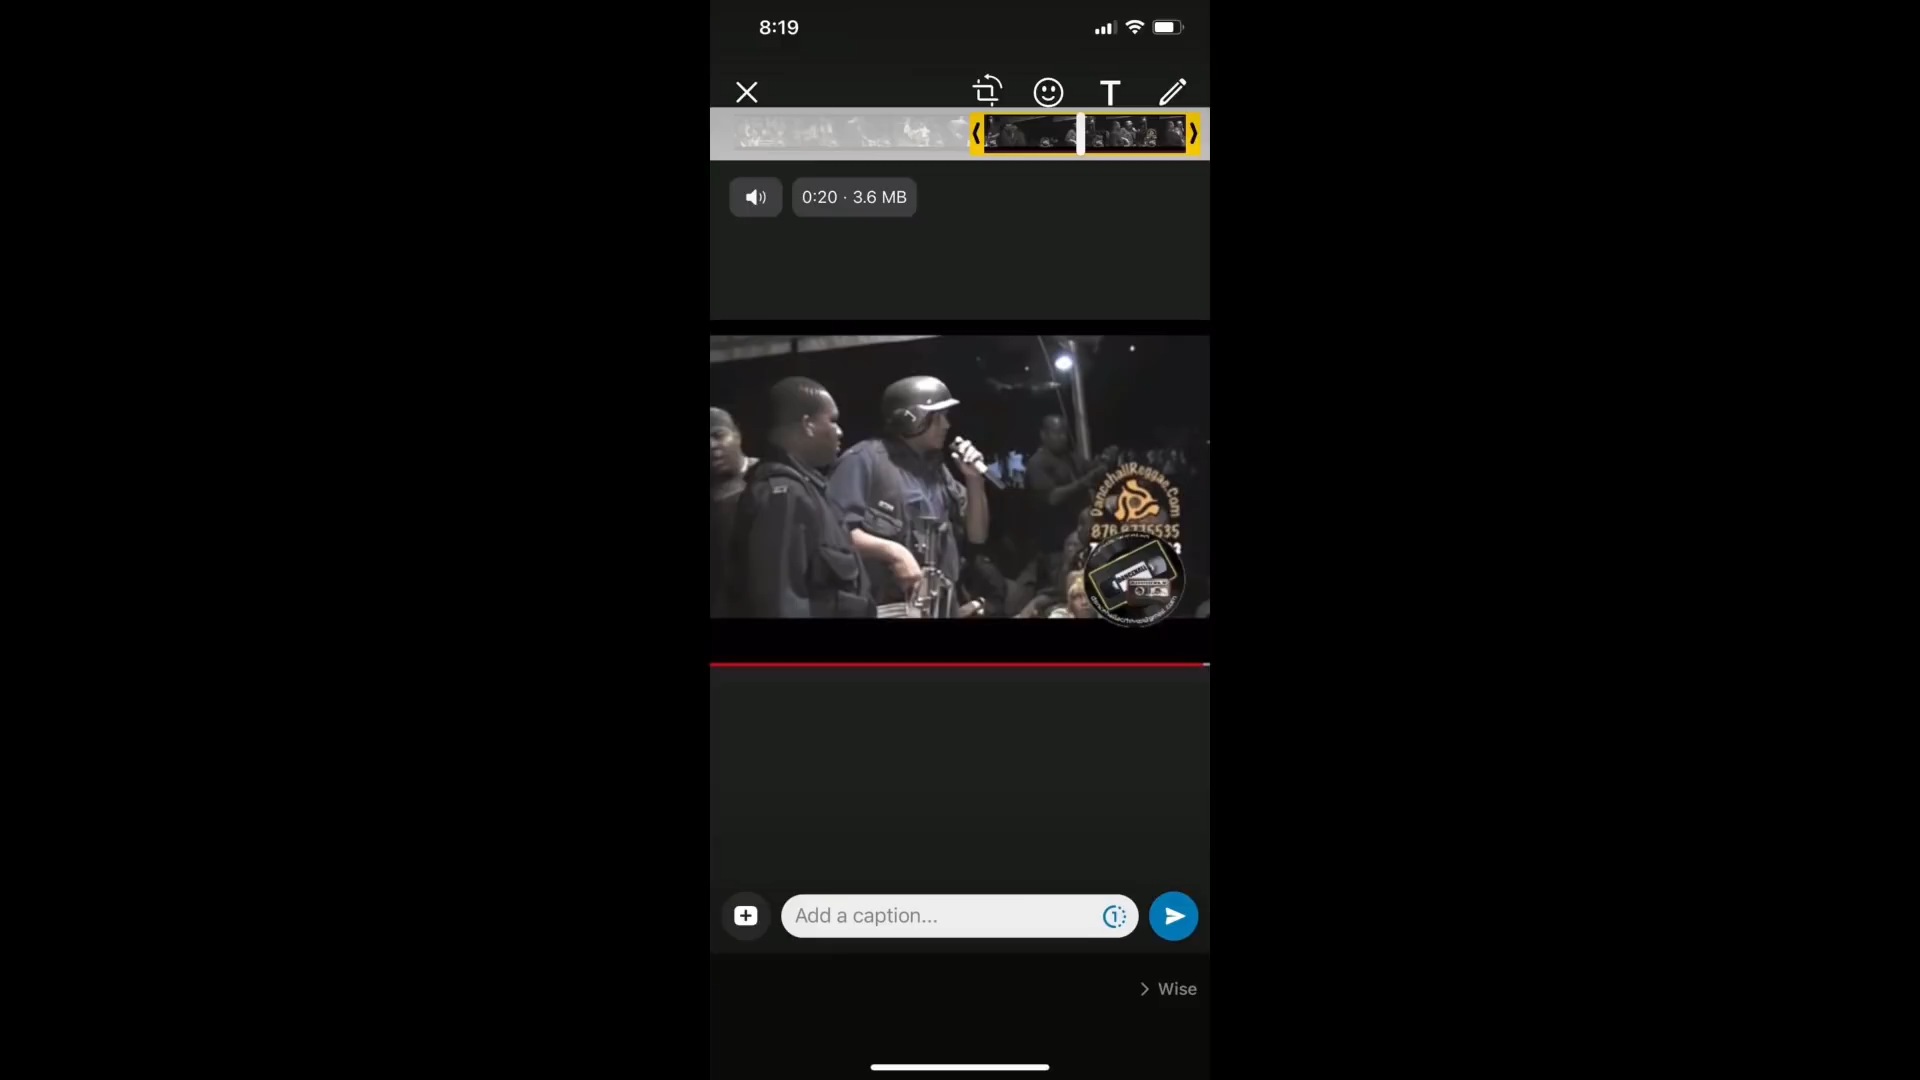 8:19
T
0:20 · 3.6 MB
DancehallReggae.Com
Add a caption...
1
> Wise